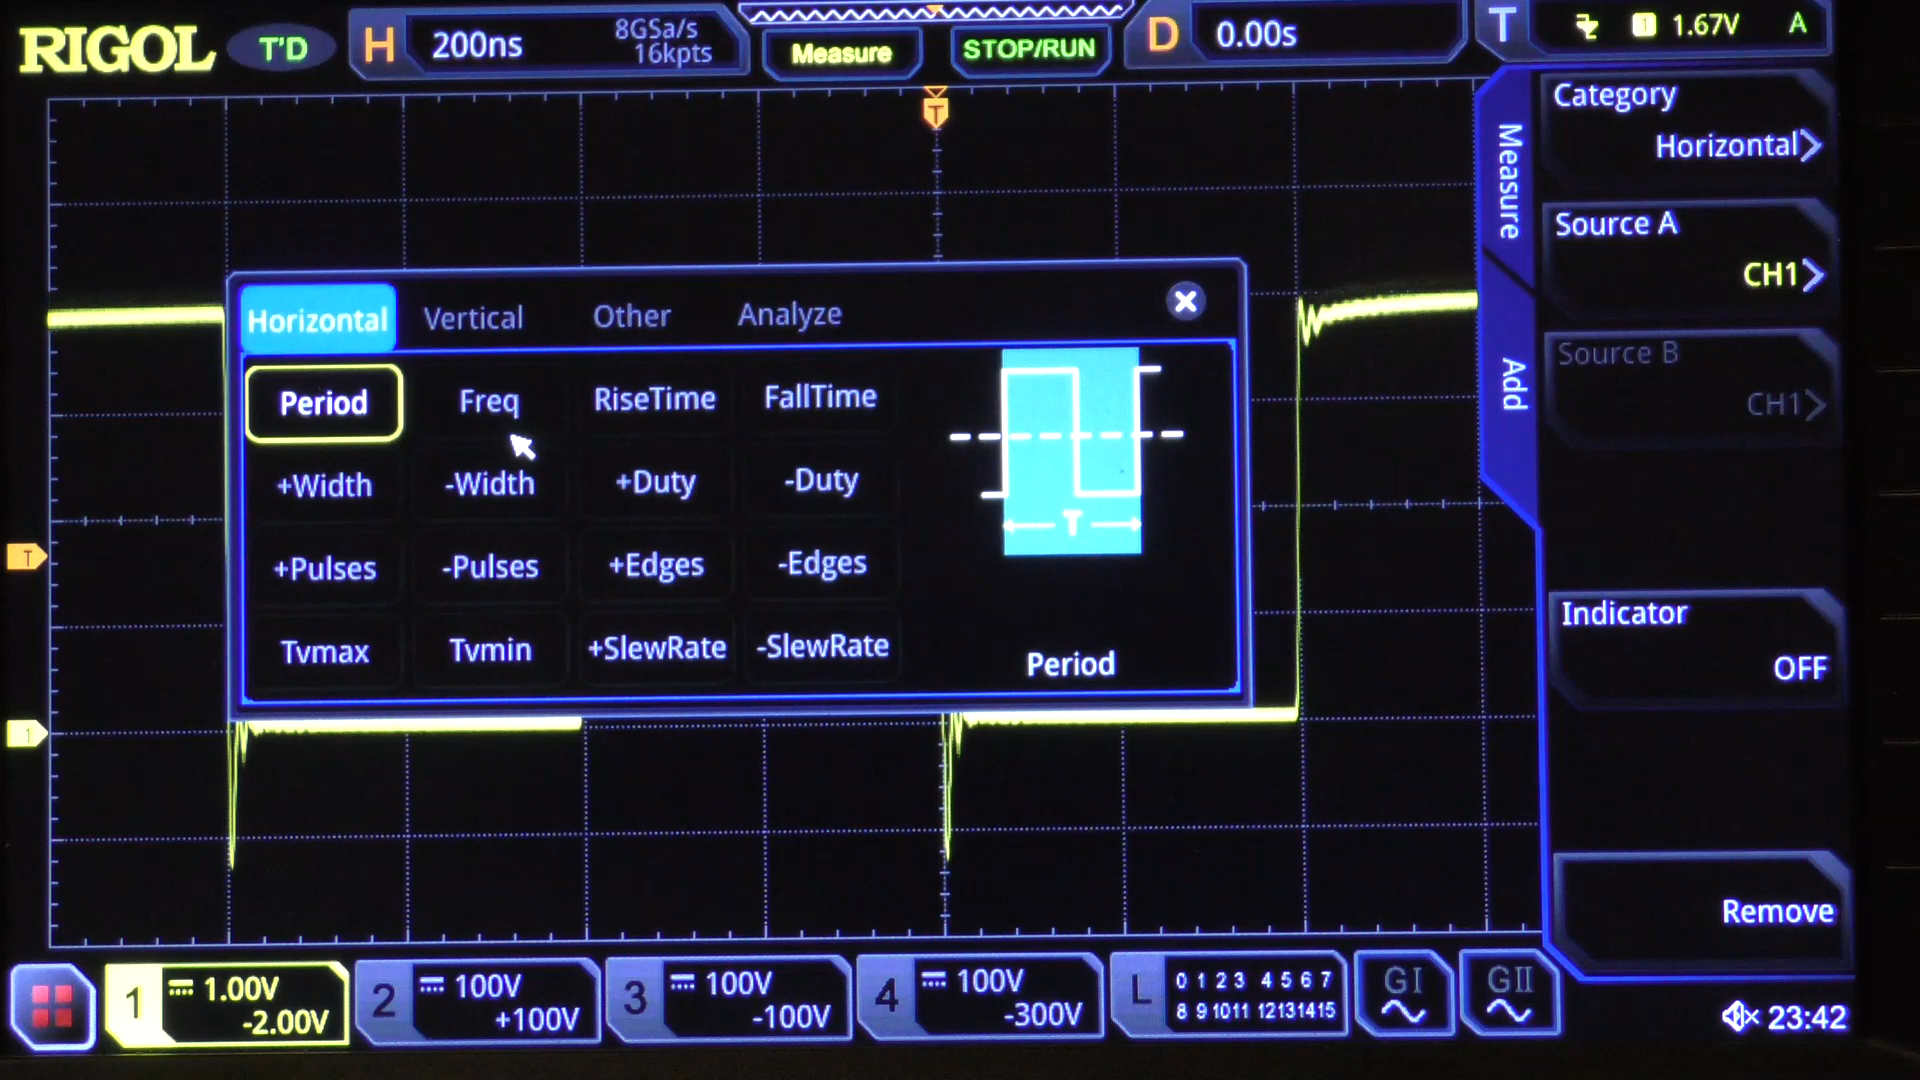 RIGOL T'D H 200ns 8GSa/s 16kpts Measure STOP/RUN D 0.00s T 1 1.67V A
T
Category
Horizontal
Source A
CH1
Source B
CH1
Indicator
OFF
Remove
Measure
Add
Horizontal Vertical Other Analyze
Period Freq RiseTime FallTime
+Width -Width +Duty -Duty
+Pulses -Pulses +Edges -Edges
Tvmax Tvmin +SlewRate -SlewRate
T
Period
T
1
1 1.00V
-2.00V
2 100V
+100V
3 100V
-100V
4 100V
-300V
L 0 1 2 3 4 5 6 7
8 9 10 11 12 13 14 15
GI
GII
23:42